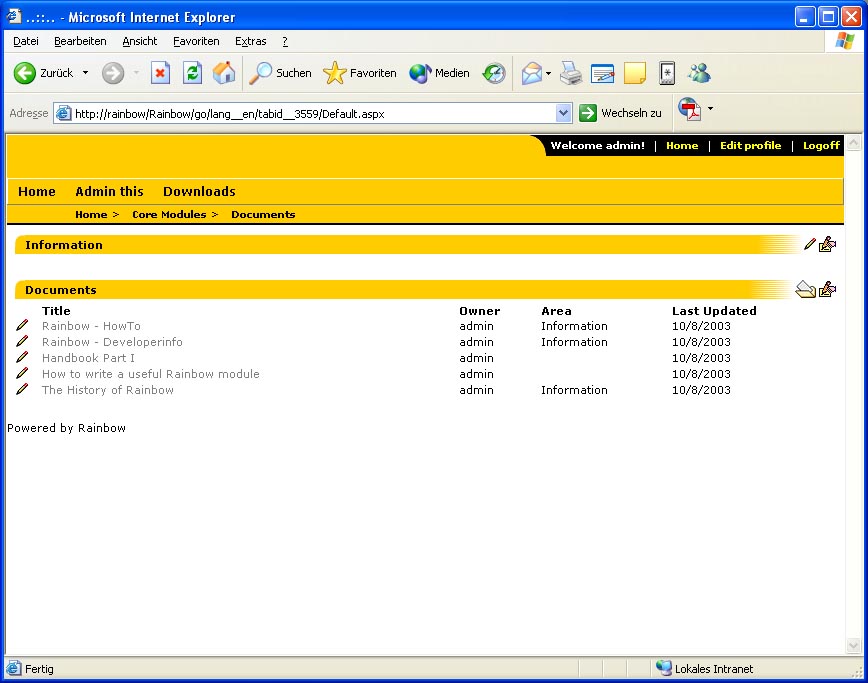 ..::.. - Microsoft Internet Explorer
Datei Bearbeiten Ansicht Favoriten Extras ?
Zurück Suchen Favoriten Medien
Adresse http://rainbow/Rainbow/go/lang__en/tabid__3559/Default.aspx Wechseln zu
Welcome admin! | Home | Edit profile | Logoff
Home Admin this Downloads
Home > Core Modules > Documents
Information
Documents
Title Owner Area Last Updated
Rainbow - HowTo admin Information 10/8/2003
Rainbow - Developerinfo admin Information 10/8/2003
Handbook Part I admin 10/8/2003
How to write a useful Rainbow module admin 10/8/2003
The History of Rainbow admin Information 10/8/2003
Powered by Rainbow
Fertig Lokales Intranet